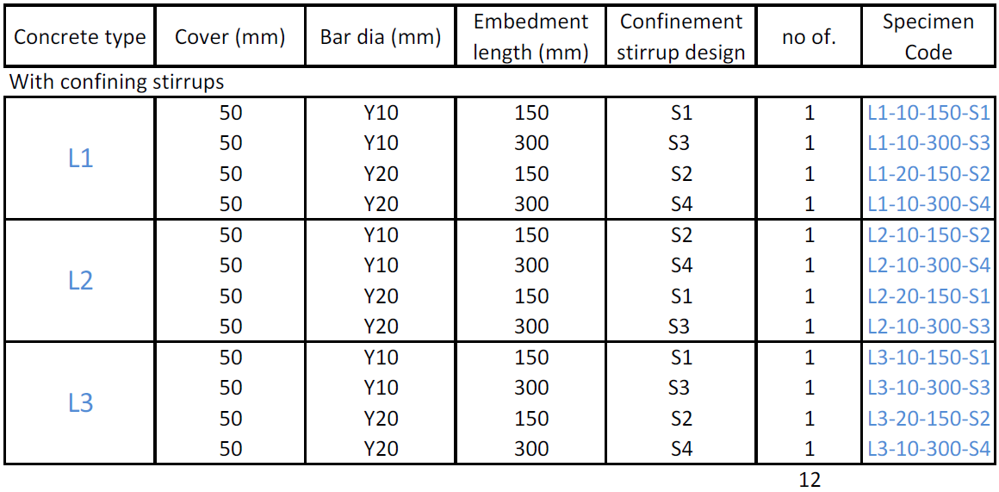 Concrete type Cover (mm) Bar dia (mm) Embedment length (mm) Confinement stirrup design no of. Specimen Code
With confining stirrups
L1 50 Y10 150 S1 1 L1-10-150-S1
50 Y10 300 S3 1 L1-10-300-S3
50 Y20 150 S2 1 L1-20-150-S2
50 Y20 300 S4 1 L1-10-300-S4
L2 50 Y10 150 S2 1 L2-10-150-S2
50 Y10 300 S4 1 L2-10-300-S4
50 Y20 150 S1 1 L2-20-150-S1
50 Y20 300 S3 1 L2-10-300-S3
L3 50 Y10 150 S1 1 L3-10-150-S1
50 Y10 300 S3 1 L3-10-300-S3
50 Y20 150 S2 1 L3-20-150-S2
50 Y20 300 S4 1 L3-10-300-S4
12